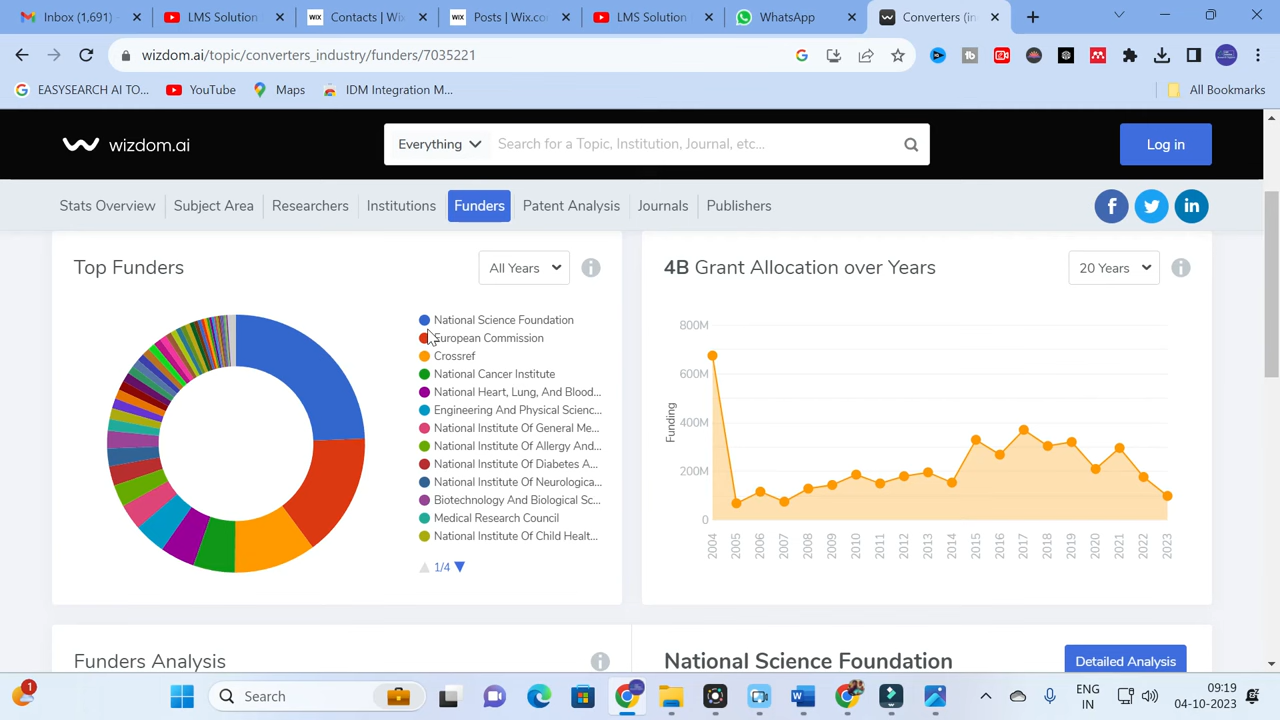 Inbox (1,691) -
LMS Solution
Contacts | Wix
Posts | Wix.co
LMS Solution
WhatsApp
Converters (in
wizdom.ai/topic/converters_industry/funders/7035221
EASYSEARCH AI TO...
YouTube
Maps
IDM Integration M...
All Bookmarks
wizdom.ai
Everything
Search for a Topic, Institution, Journal, etc...
Log in
Stats Overview
Subject Area
Researchers
Institutions
Funders
Patent Analysis
Journals
Publishers
Top Funders
All Years
National Science Foundation
European Commission
Crossref
National Cancer Institute
National Heart, Lung, And Blood...
Engineering And Physical Scienc...
National Institute Of General Me...
National Institute Of Allergy And...
National Institute Of Diabetes A...
National Institute Of Neurologica...
Biotechnology And Biological Sc...
Medical Research Council
National Institute Of Child Healt...
1/4
4B Grant Allocation over Years
20 Years
800M
600M
400M
200M
0
Funding
2004
2005
2006
2007
2008
2009
2010
2011
2012
2013
2014
2015
2016
2017
2018
2019
2020
2021
2022
2023
Funders Analysis
National Science Foundation
Detailed Analysis
1
Search
ENG
IN
09:19
04-10-2023